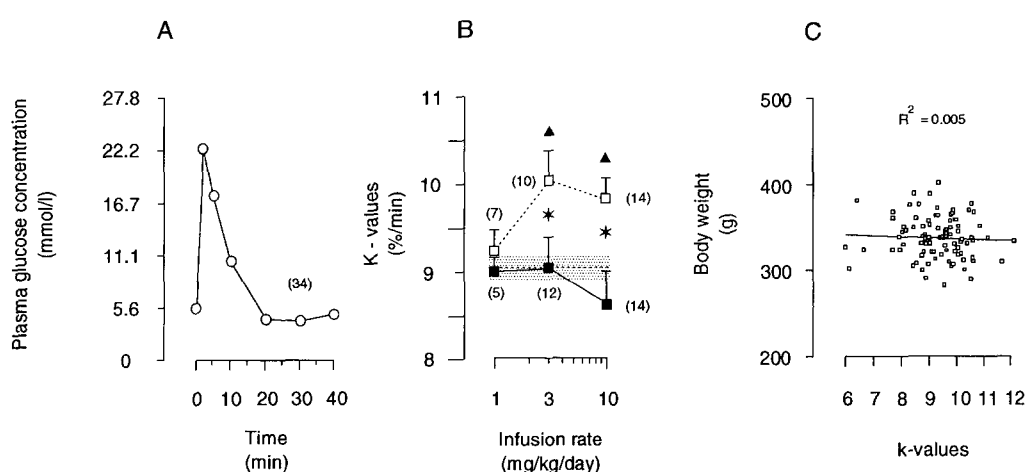 A
Plasma glucose concentration
(mmol/l)
27.8
22.2
16.7
11.1
5.6
0
(34)
0 10 20 30 40
Time
(min)
B
K - values
(%/min)
11
10
9
8
(7)
(10)
(14)
(5)
(12)
(14)
1 3 10
Infusion rate
(mg/kg/day)
C
Body weight
(g)
500
400
300
200
R2 = 0.005
6 7 8 9 10 11 12
k-values